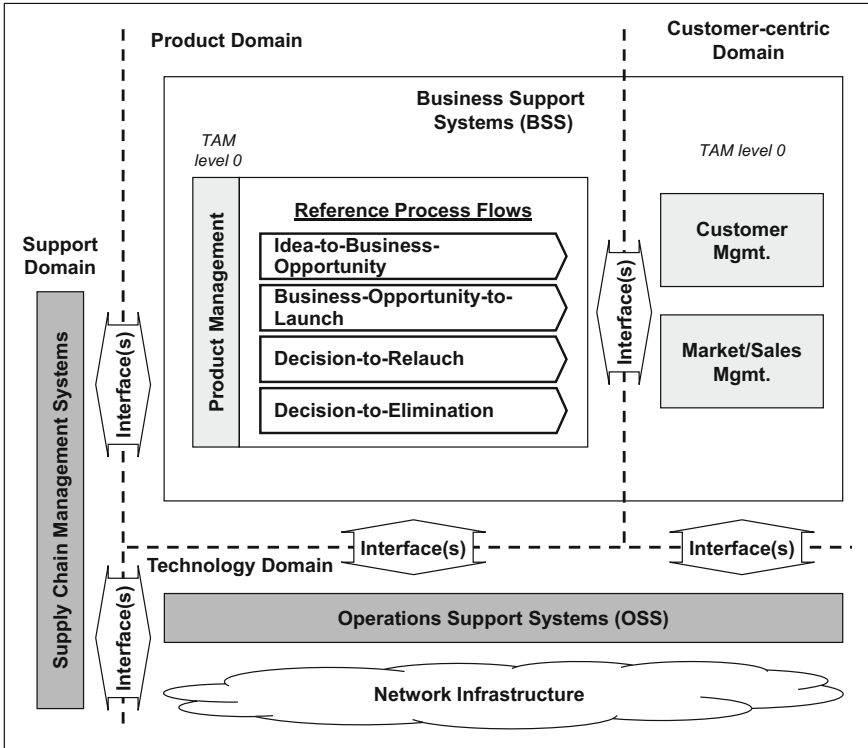 Product Domain
Customer-centric
Domain
Business Support
Systems (BSS)
TAM
level 0
TAM level 0
Product Management
Reference Process Flows
Idea-to-Business-
Opportunity
Business-Opportunity-to-
Launch
Decision-to-Relauch
Decision-to-Elimination
Interface(s)
Customer
Mgmt.
Market/Sales
Mgmt.
Support
Domain
Supply Chain Management Systems
Interface(s)
Interface(s)
Interface(s)
Interface(s)
Technology Domain
Operations Support Systems (OSS)
Network Infrastructure